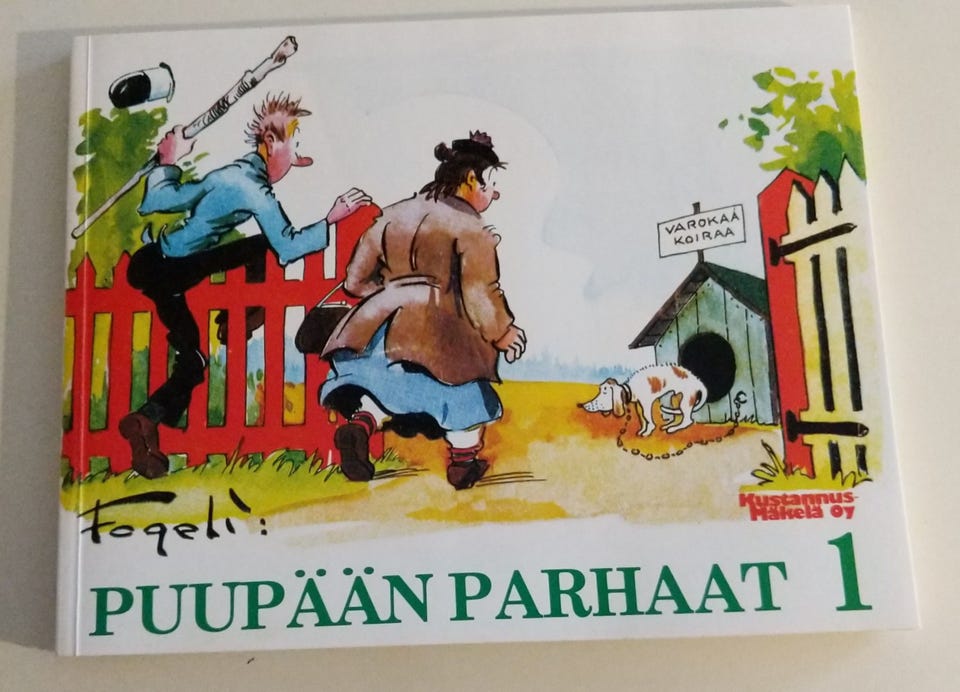 VAROKAA
KOIRAA
Kustannus-
Mäkelä Oy
Fogeli:
PUUPÄÄN PARHAAT 1